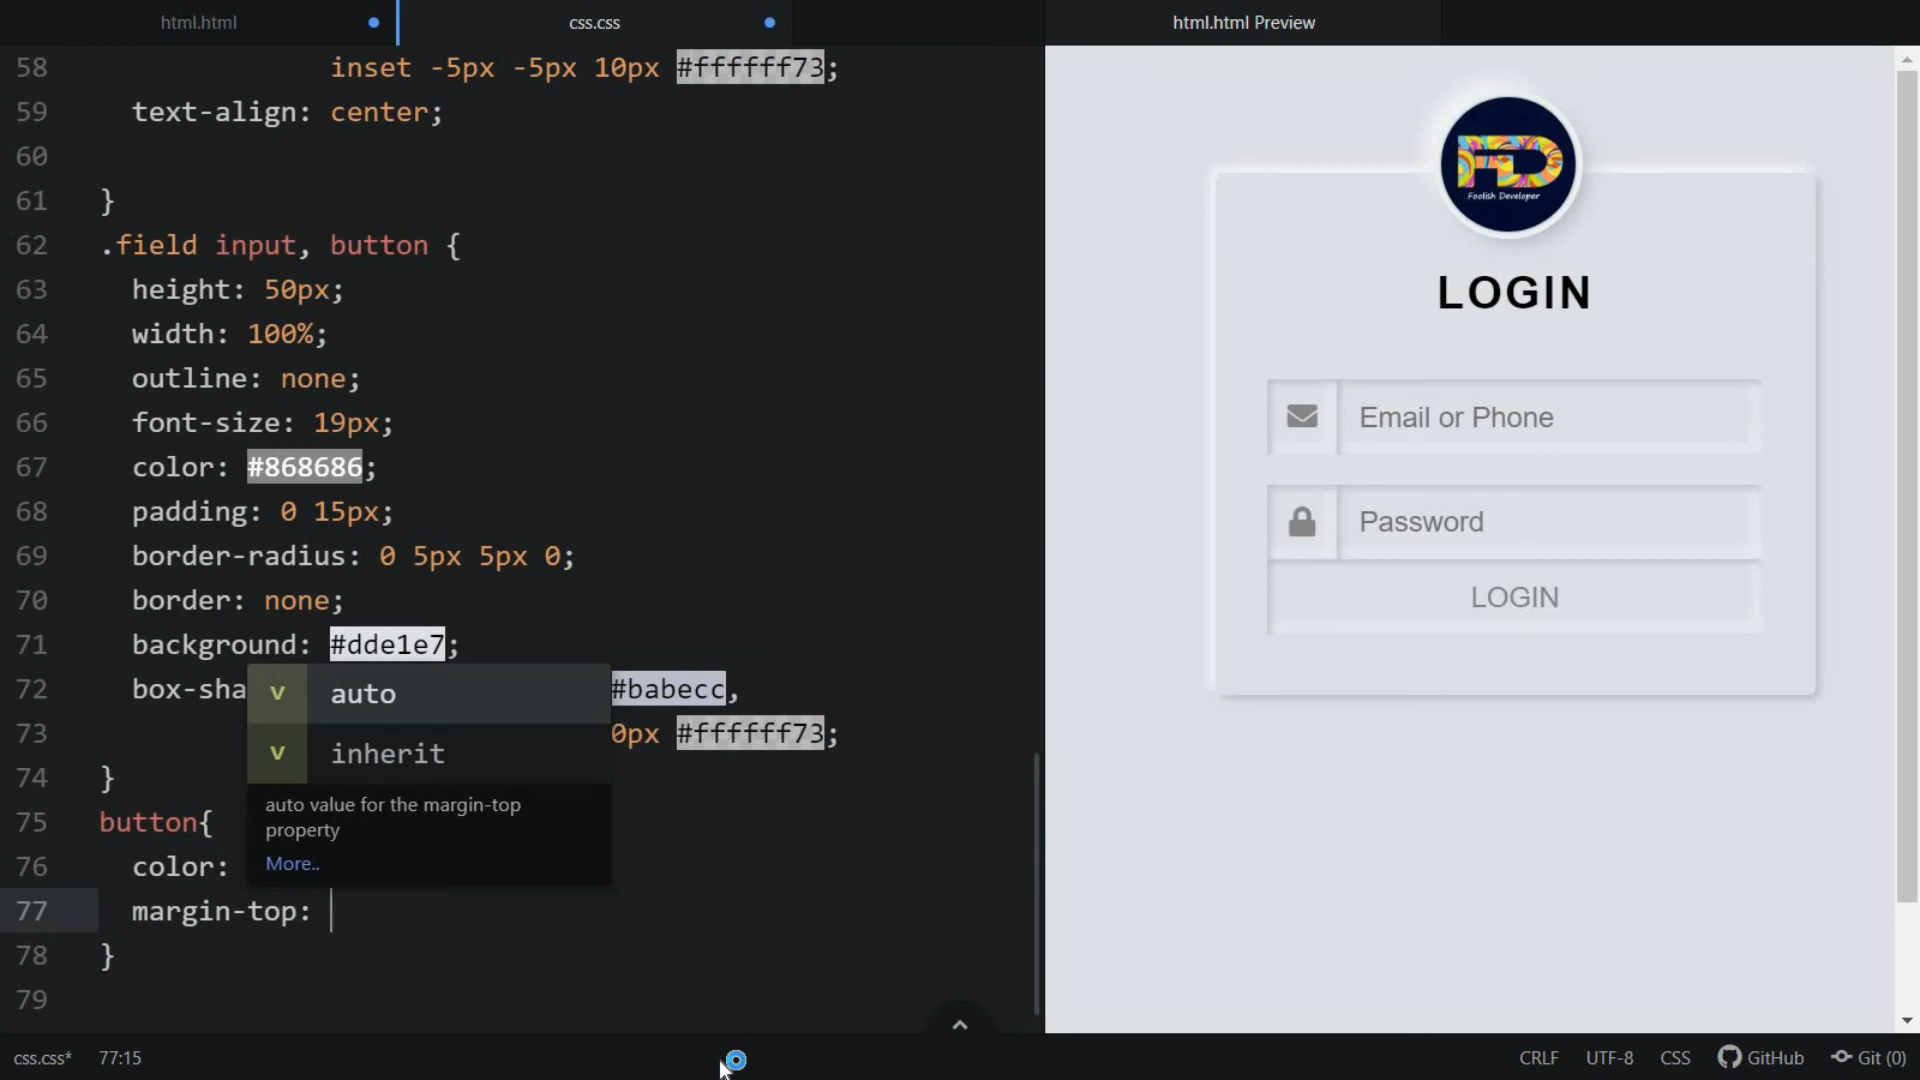 html.html
css.css
html.html Preview
58 inset -5px -5px 10px #ffffff73;
59 text-align: center;
60
61 }
62 .field input, button {
63 height: 50px;
64 width: 100%;
65 outline: none;
66 font-size: 19px;
67 color: #868686;
68 padding: 0 15px;
69 border-radius: 0 5px 5px 0;
70 border: none;
71 background: #dde1e7;
72 box-sha #babecc,
73 0px #ffffff73;
74 }
75 button{
76 color:
77 margin-top:
78 }
79
v auto
v inherit
auto value for the margin-top
property
More..
FD
Foolish Developer
LOGIN
Email or Phone
Password
LOGIN
css.css* 77:15
CRLF UTF-8 CSS GitHub Git (0)